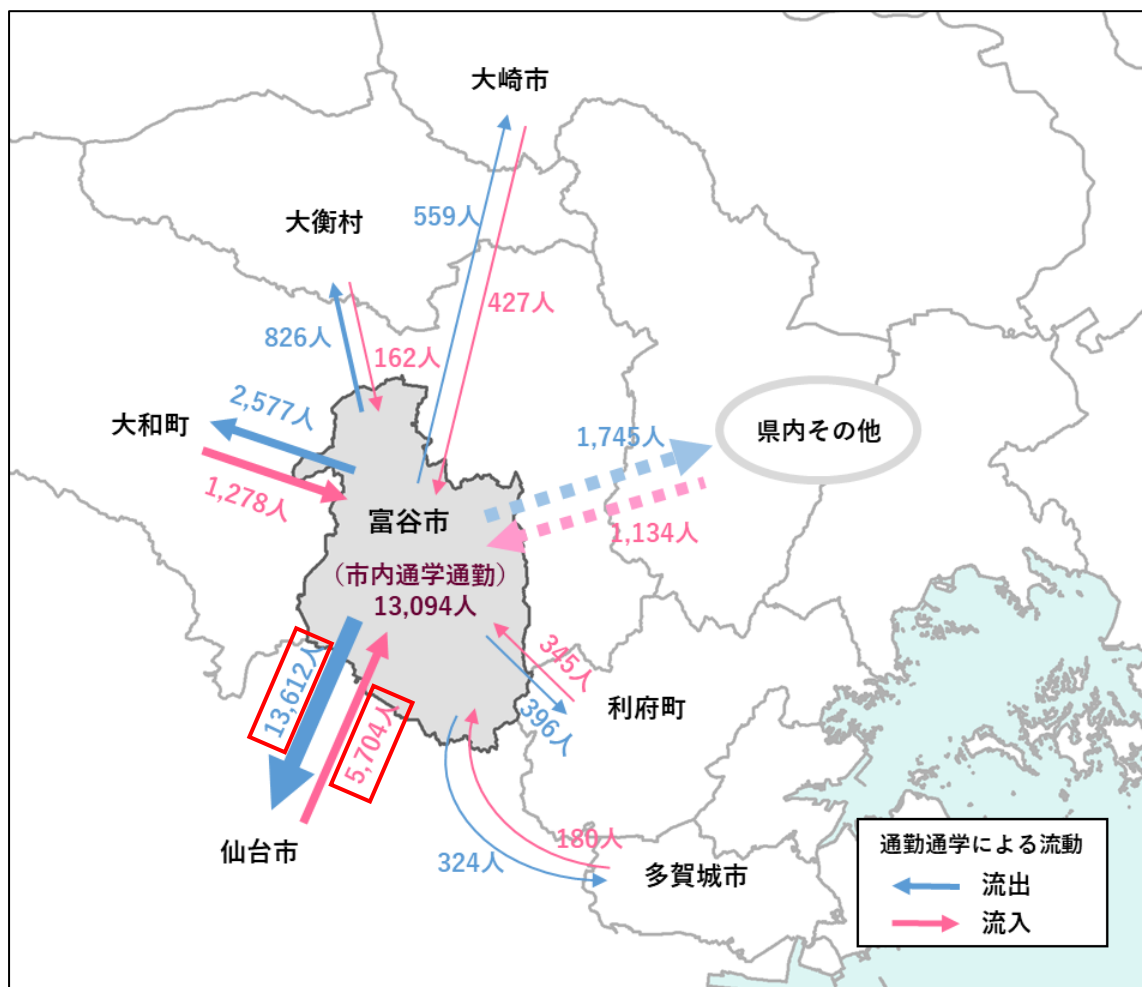 大崎市
大衡村
559人
427人
826人
162人
2,577人
大和町
1,278人
1,745人
県内その他
1,134人
富谷市
（市内通学通勤）
13,094人
13,612人
5,704人
345人
396人
利府町
仙台市
324人
180人
多賀城市
通勤通学による流動
流出
流入